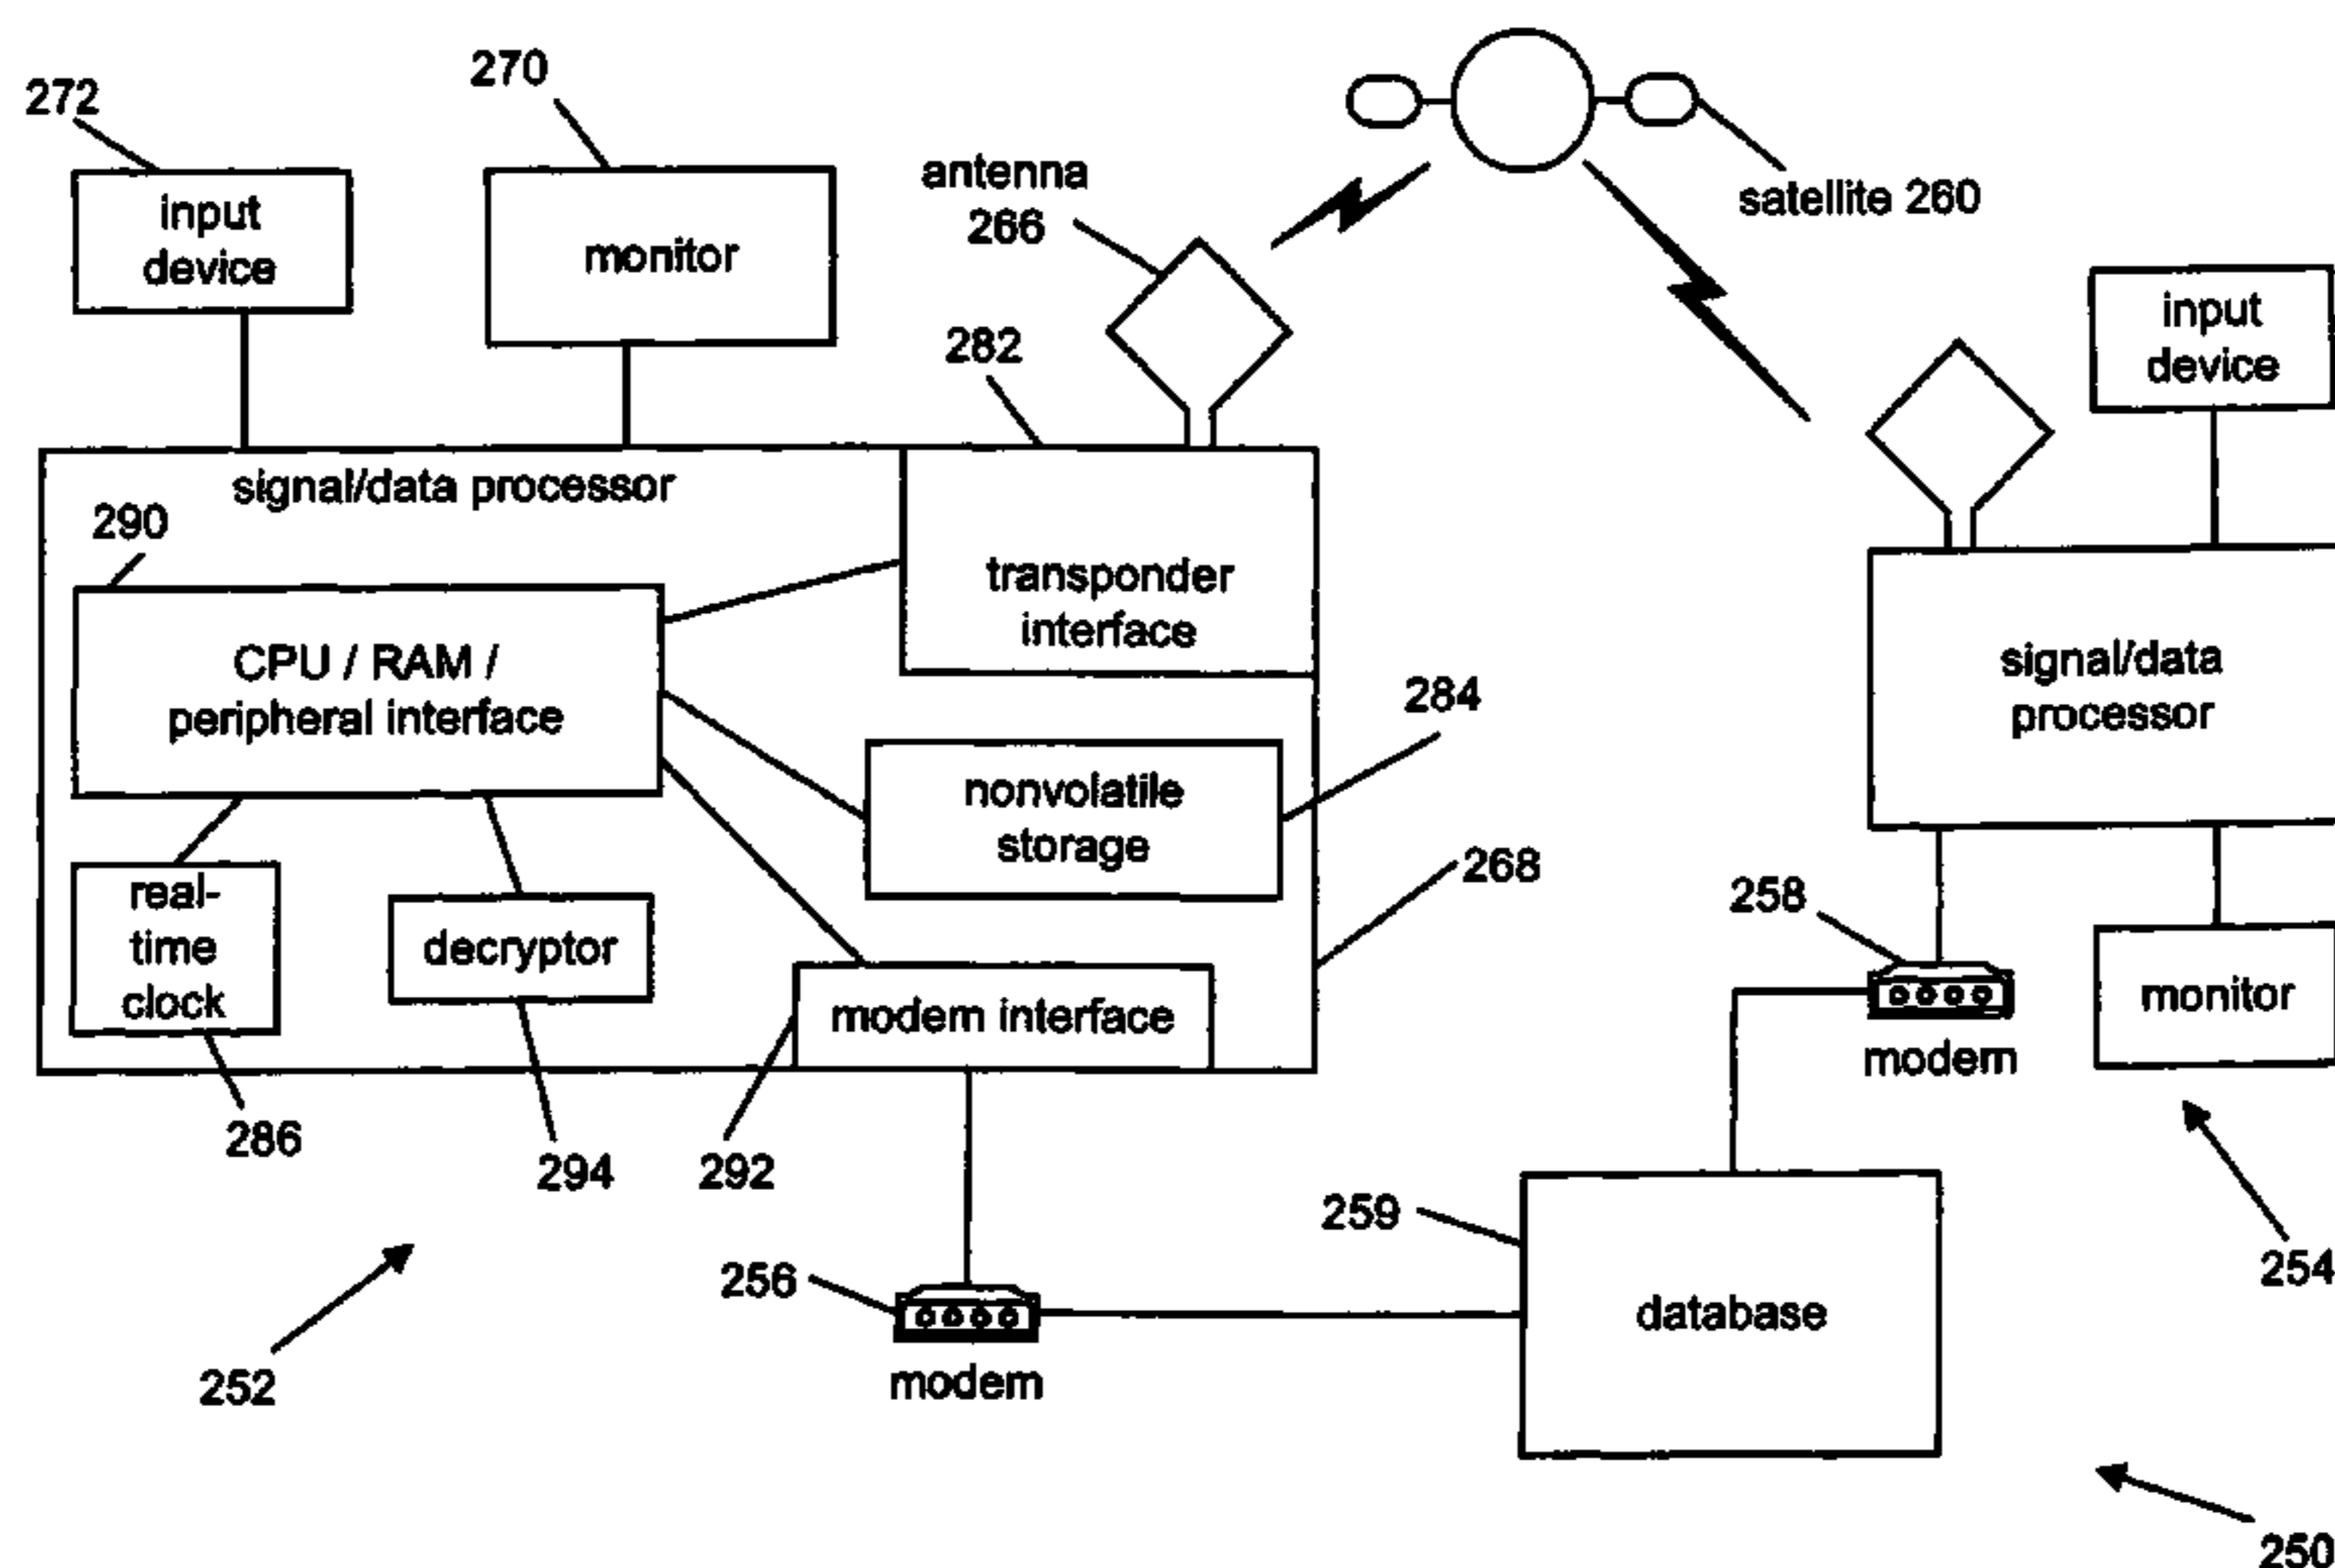 272
270
input
device
monitor
antenna
266
satellite 260
282
input
device
signal/data processor
290
transponder
interface
CPU / RAM /
peripheral interface
signal/data
processor
284
nonvolatile
storage
268
258
real-
time
clock
decryptor
modem interface
modem
monitor
286
294
292
259
256
database
254
252
modem
250